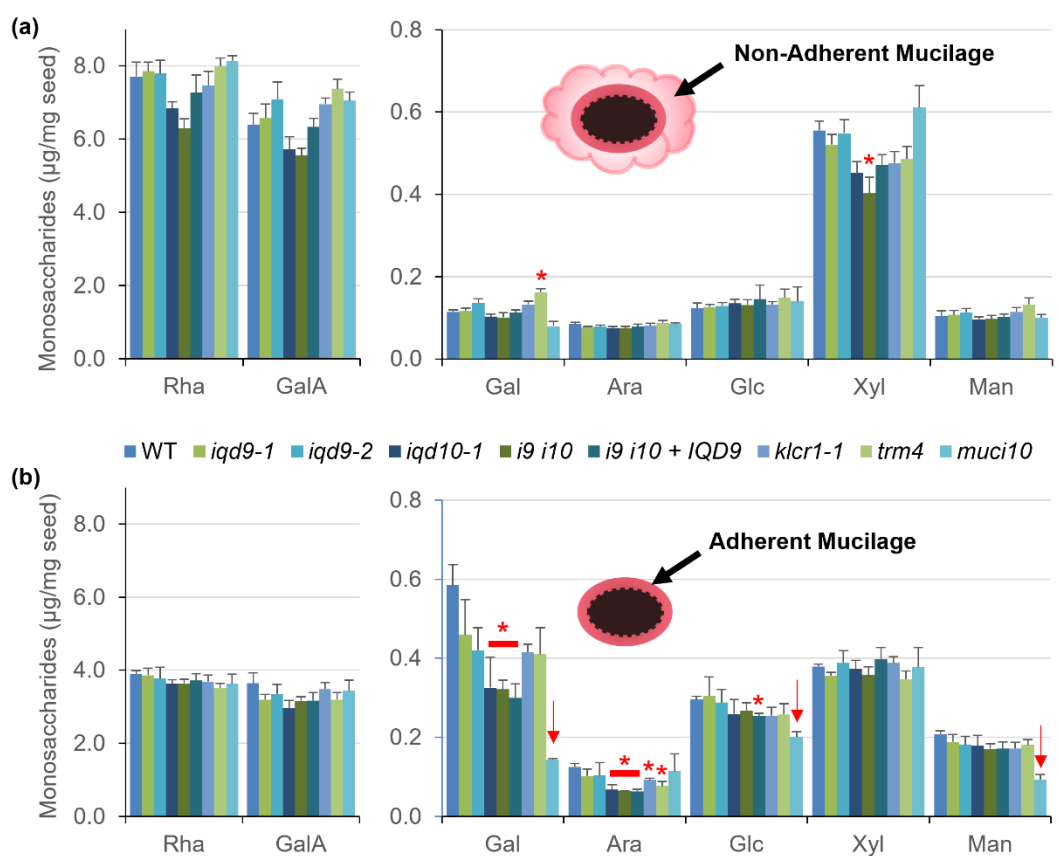 (a)
Monosaccharides (µg/mg seed)
8.0
6.0
4.0
2.0
0.0
Rha GalA
0.8
0.6
0.4
0.2
0.0
Non-Adherent Mucilage
*
*
Gal Ara Glc Xyl Man
WT iqd9-1 iqd9-2 iqd10-1 i9 i10 i9 i10 + IQD9 klcr1-1 trm4 muci10
(b)
Monosaccharides (µg/mg seed)
8.0
6.0
4.0
2.0
0.0
Rha GalA
0.8
0.6
0.4
0.2
0.0
Adherent Mucilage
*
* * *
*
Gal Ara Glc Xyl Man